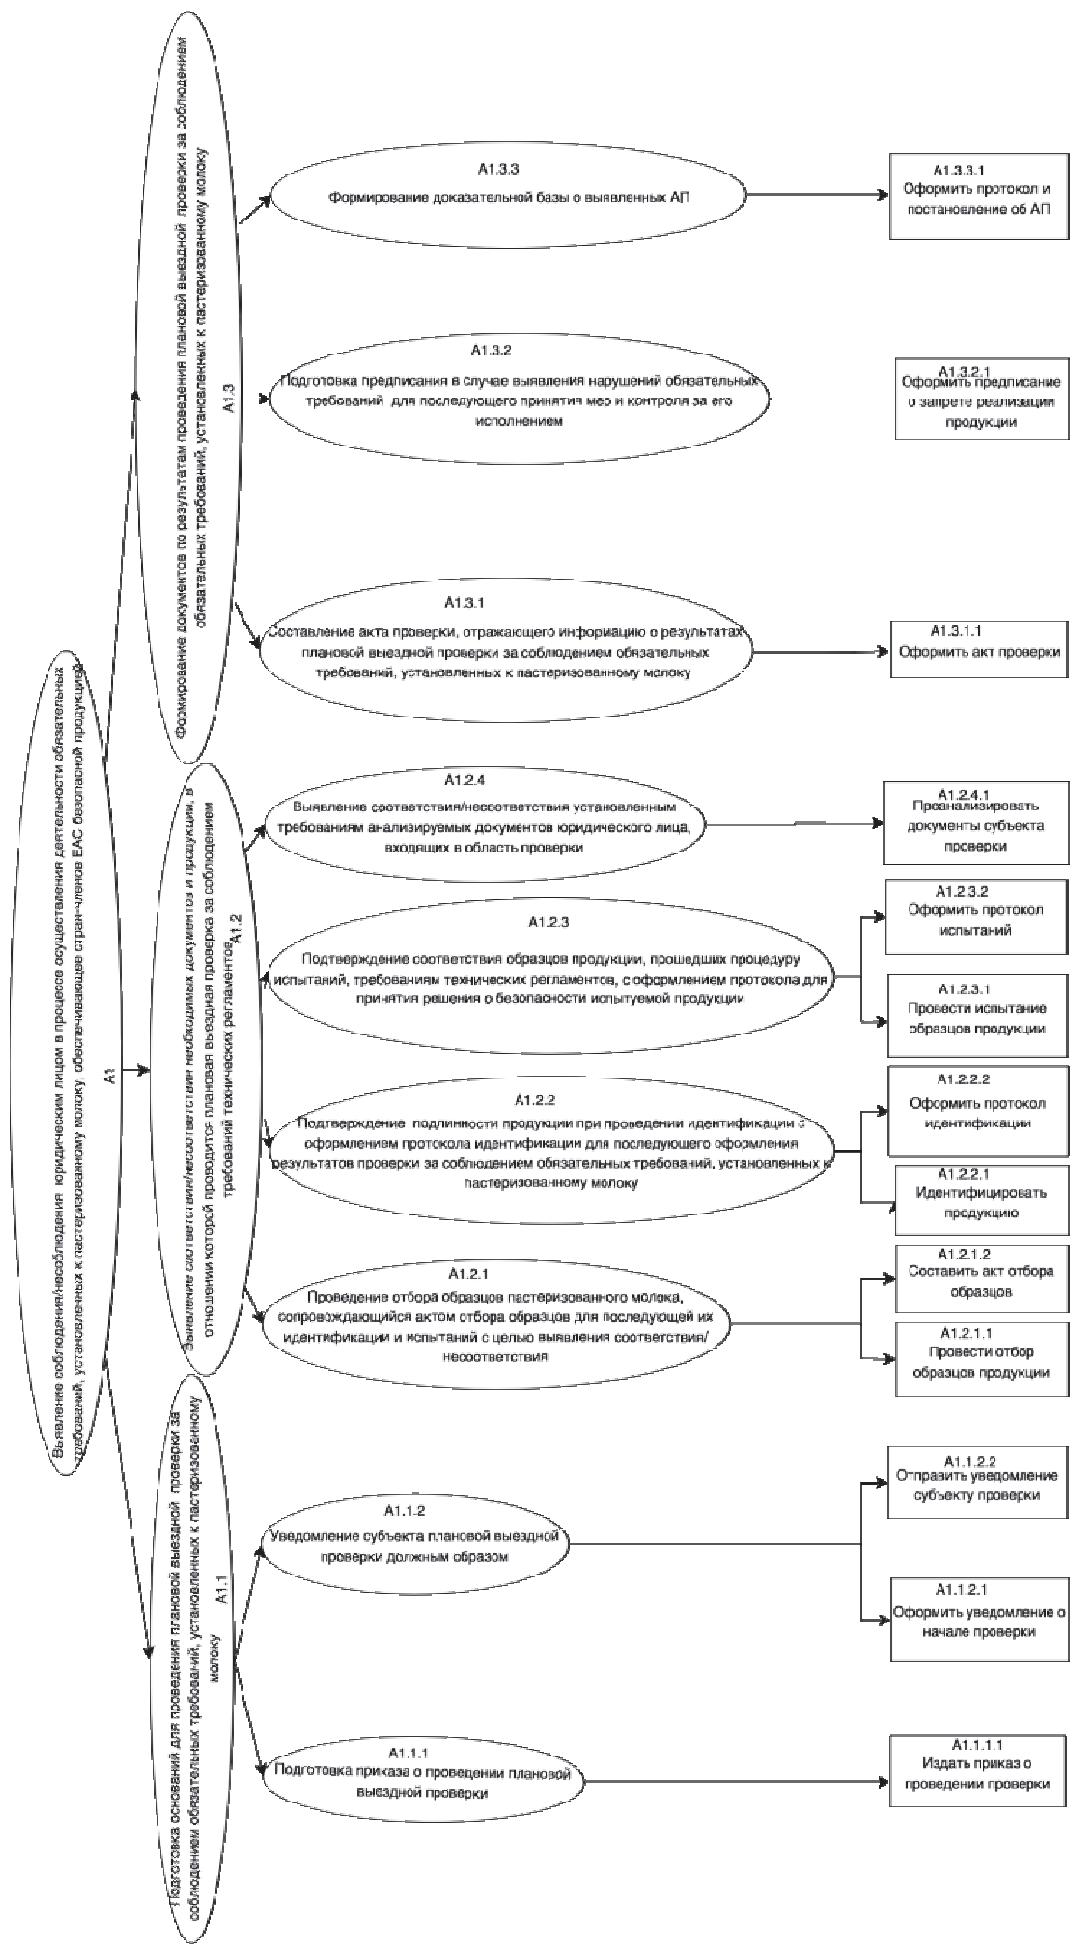 Выявление соблюдения/несоблюдения юридическим лицом в процессе осуществления деятельности обязательных
требований, установленных к пастеризованному молоку, обеспечивающее стран-членов ЕАС безопасной продукцией
А1
Формирование документов по результатам проведения плановой выездной проверки за соблюдением
обязательных требований, установленных к пастеризованному молоку
А1.3
А1.3.3
Формирование доказательной базы о выявленных АП
А1.3.3.1
Оформить протокол и
постановление об АП
А1.3.2
Подготовка предписания в случае выявления нарушений обязательных
требований для последующего принятия мер и контроля за его
исполнением
А1.3.2.1
Оформить предписание
о запрете реализации
продукции
А1.3.1
Составление акта проверки, отражающего информацию о результатах
плановой выездной проверки за соблюдением обязательных
требований, установленных к пастеризованному молоку
А1.3.1.1
Оформить акт проверки
Выявление соответствия/несоответствия необходимых документов и продукции, в
отношении которой проводится плановая выездная проверка за соблюдением
требований технических регламентов
А1.2
А1.2.4
Выявление соответствия/несоответствия установленным
требованиям анализируемых документов юридического лица,
входящих в область проверки
А1.2.4.1
Проанализировать
документы субъекта
проверки
А1.2.3
Подтверждение соответствия образцов продукции, прошедших процедуру
испытаний, требованиям технических регламентов, с оформлением протокола для
принятия решения о безопасности испытуемой продукции
А1.2.3.2
Оформить протокол
испытаний
А1.2.3.1
Провести испытание
образцов продукции
А1.2.2
Подтверждение подлинности продукции при проведении идентификации с
оформлением протокола идентификации для последующего оформления
результатов проверки за соблюдением обязательных требований, установленных к
пастеризованному молоку
А1.2.2.2
Оформить протокол
идентификации
А1.2.2.1
Идентифицировать
продукцию
А1.2.1
Проведение отбора образцов пастеризованного молока,
сопровождающийся актом отбора образцов для последующей их
идентификации и испытаний с целью выявления соответствия/
несоответствия
А1.2.1.2
Составить акт отбора
образцов
А1.2.1.1
Провести отбор
образцов продукции
Подготовка оснований для проведения плановой выездной проверки за
соблюдением обязательных требований, установленных к пастеризованному
молоку
А1.1
А1.1.2
Уведомление субъекта плановой выездной
проверки должным образом
А1.1.2.2
Отправить уведомление
субъекту проверки
А1.1.2.1
Оформить уведомление о
начале проверки
А1.1.1
Подготовка приказа о проведении плановой
выездной проверки
А1.1.1.1
Издать приказ о
проведении проверки